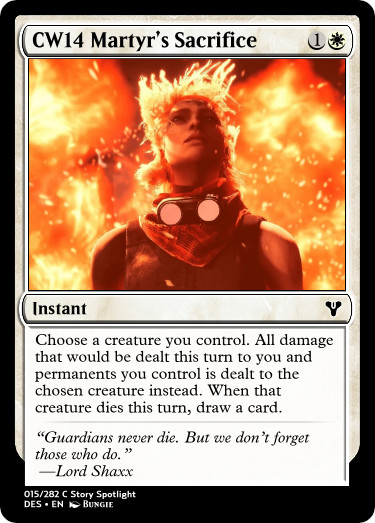 CW14 Martyr's Sacrifice 1
Instant
Choose a creature you control. All damage
that would be dealt this turn to you and
permanents you control is dealt to the
chosen creature instead. When that
creature dies this turn, draw a card.
“Guardians never die. But we don't forget
those who do.”
—Lord Shaxx
015/282 C Story Spotlight
DES • EN Bungie